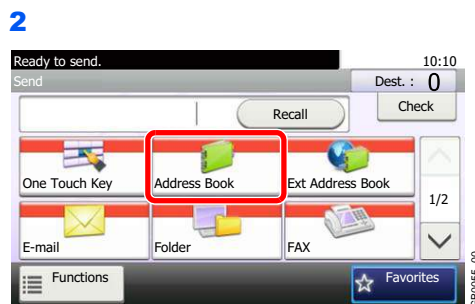 2
Ready to send.
10:10
Send
Dest. : 0
Recall
Check
One Touch Key
Address Book
Ext Address Book
1/2
E-mail
Folder
FAX
Functions
Favorites